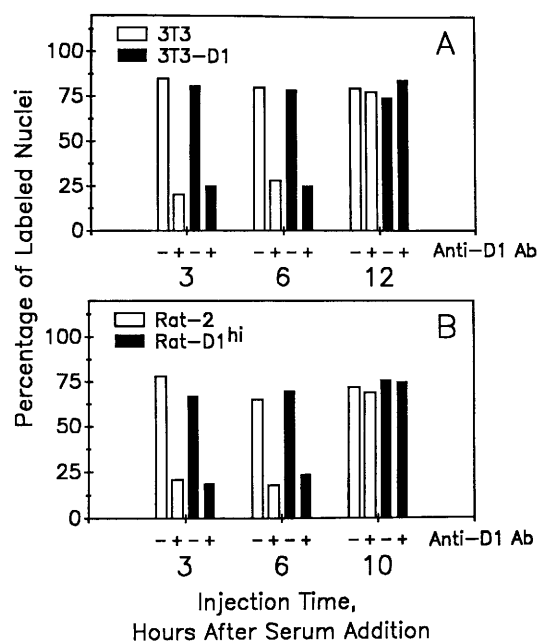 Percentage of Labeled Nuclei
A
3T3
3T3-D1
100
75
50
25
0
- + - + - + - + - + - + Anti-D1 Ab
3 6 12
B
Rat-2
Rat-D1hi
100
75
50
25
0
- + - + - + - + - + - + Anti-D1 Ab
3 6 10
Injection Time,
Hours After Serum Addition